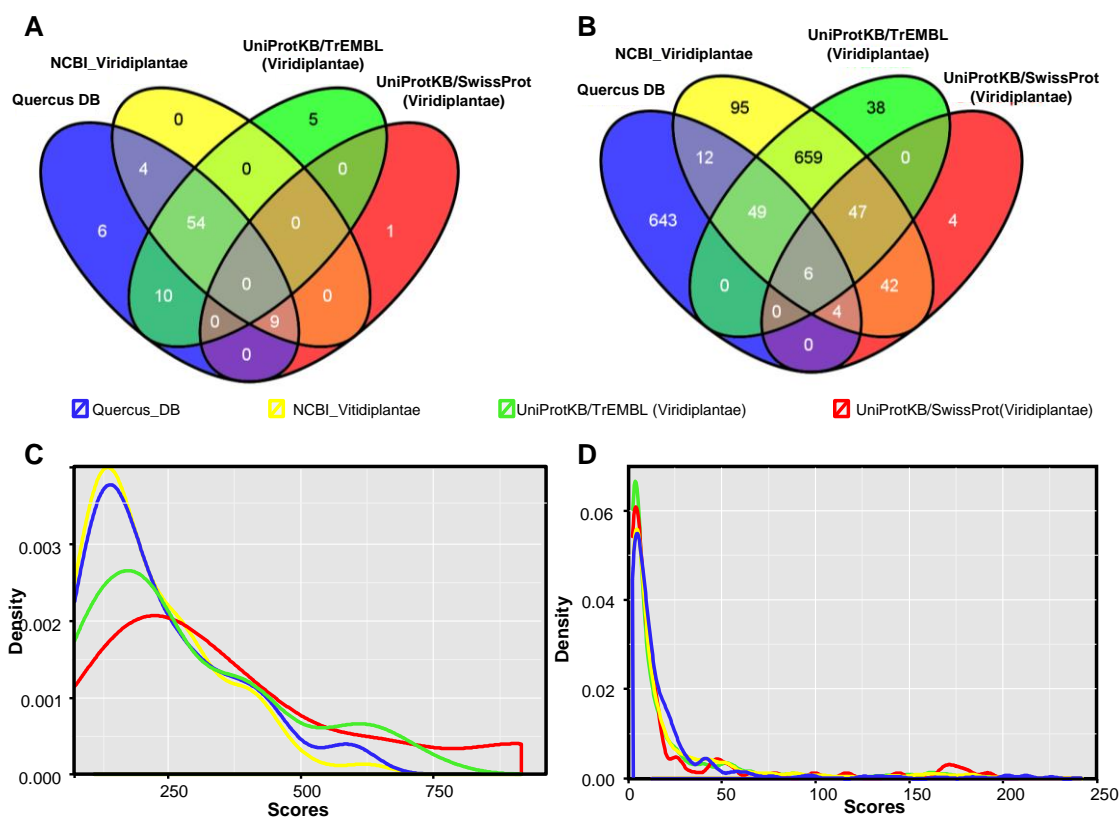 A
NCBI_Viridiplantae
UniProtKB/TrEMBL
(Viridiplantae)
Quercus DB
UniProtKB/SwissProt
(Viridiplantae)
0
5
4
0
0
6
54
0
1
10
0
0
0
9
0
B
NCBI_Viridiplantae
UniProtKB/TrEMBL
(Viridiplantae)
Quercus DB
UniProtKB/SwissProt
(Viridiplantae)
95
38
12
659
0
643
49
47
4
0
6
42
0
4
0
Quercus_DB
NCBI_Vitidiplantae
UniProtKB/TrEMBL (Viridiplantae)
UniProtKB/SwissProt(Viridiplantae)
C
Density
0.003
0.002
0.001
0.000
250
500
750
Scores
D
Density
0.06
0.04
0.02
0.00
0
50
100
150
200
250
Scores